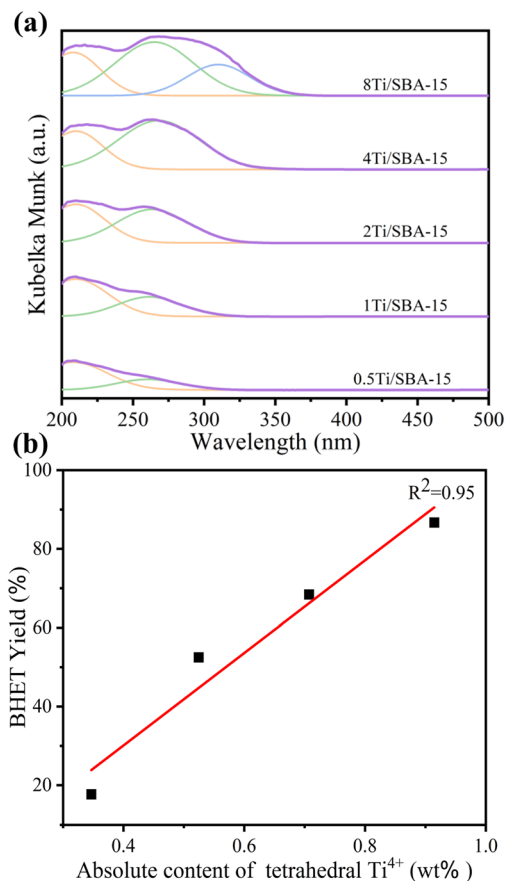 (a)
Kubelka Munk (a.u.)
8Ti/SBA-15
4Ti/SBA-15
2Ti/SBA-15
1Ti/SBA-15
0.5Ti/SBA-15
200 250 300 350 400 450 500
Wavelength (nm)
(b)
BHET Yield (%)
100
80
60
40
20
R²=0.95
0.4 0.6 0.8 1.0
Absolute content of tetrahedral Ti⁴⁺ (wt%)